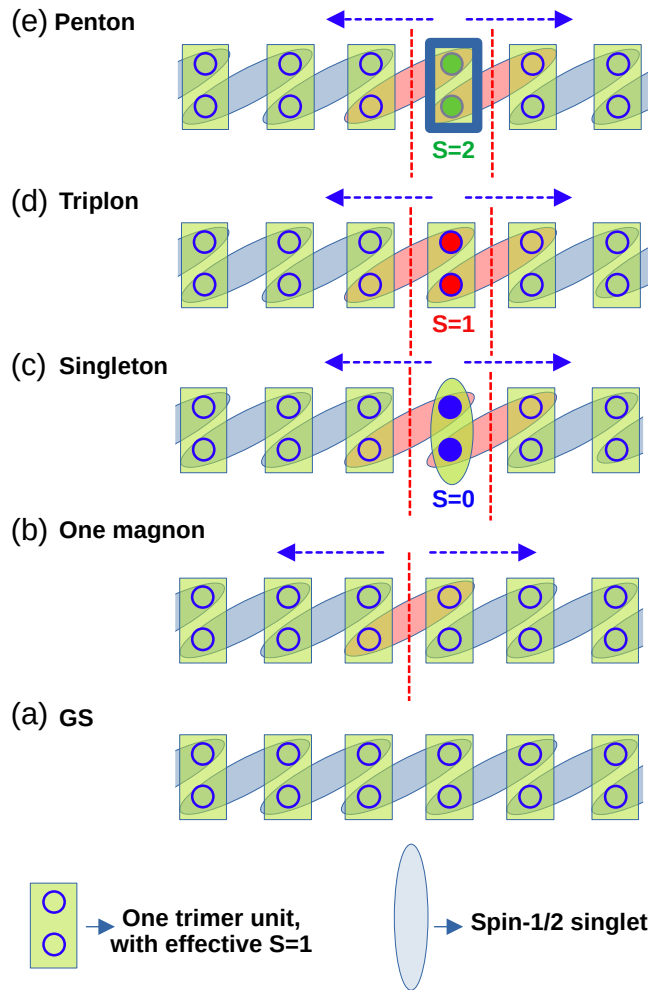 (e) Penton
S=2
(d) Triplon
S=1
(c) Singleton
S=0
(b) One magnon
(a) GS
One trimer unit,
with effective S=1
Spin-1/2 singlet